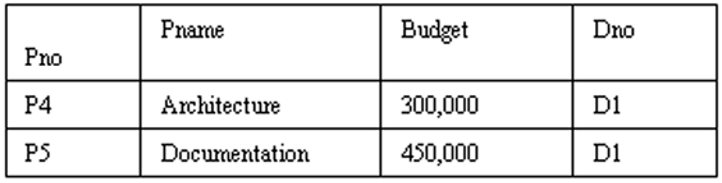 Pno Pname Budget Dno
P4 Architecture 300,000 D1
P5 Documentation 450,000 D1